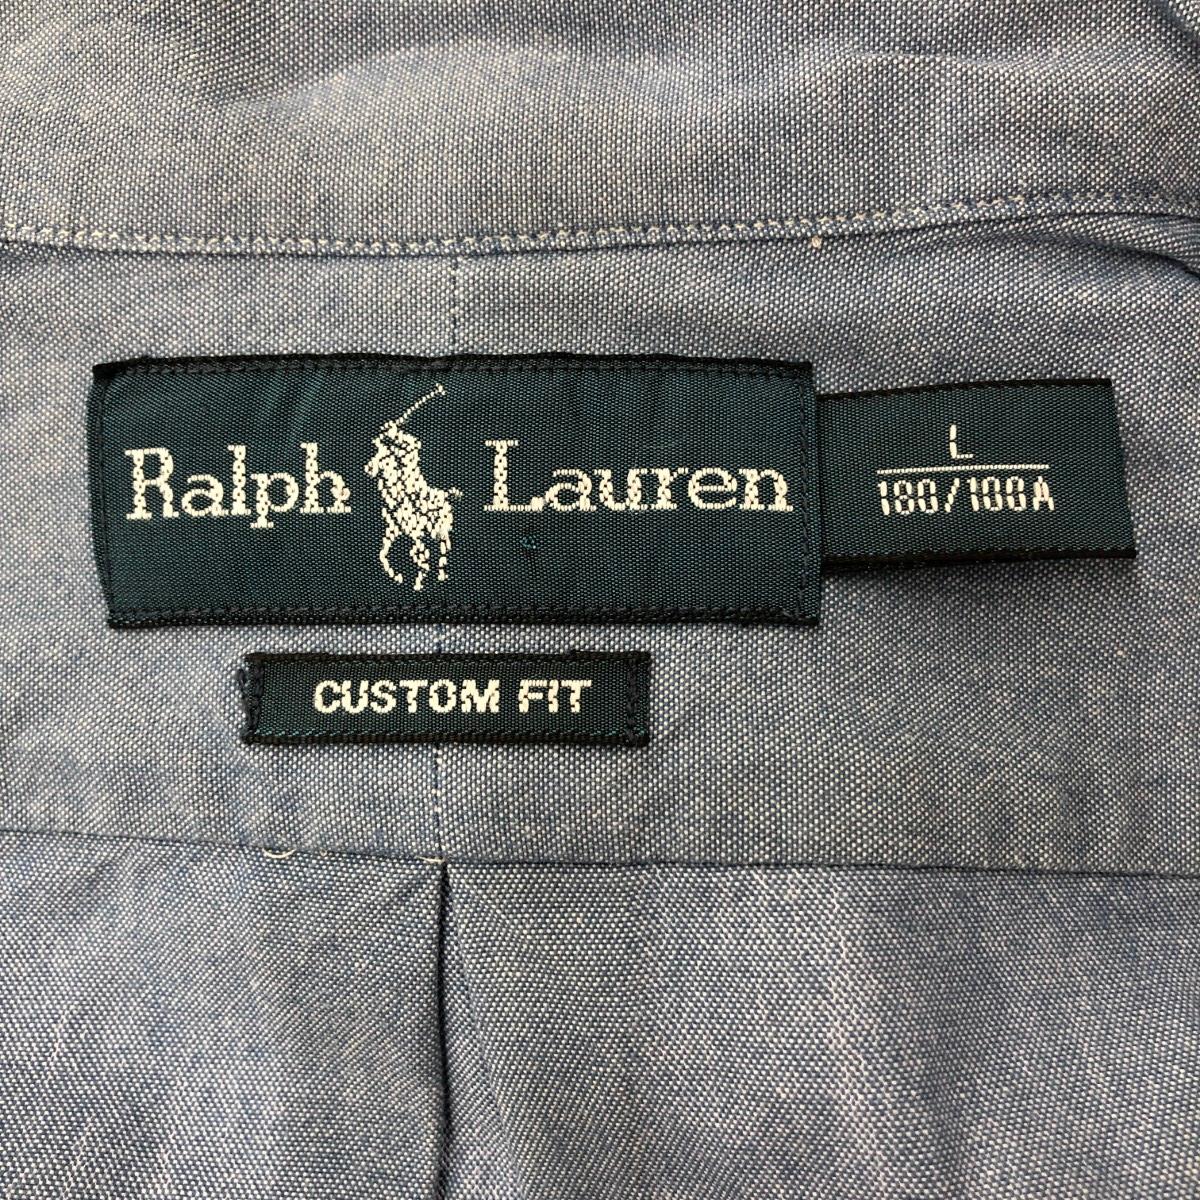 Ralph Lauren
L
180/100A
CUSTOM FIT